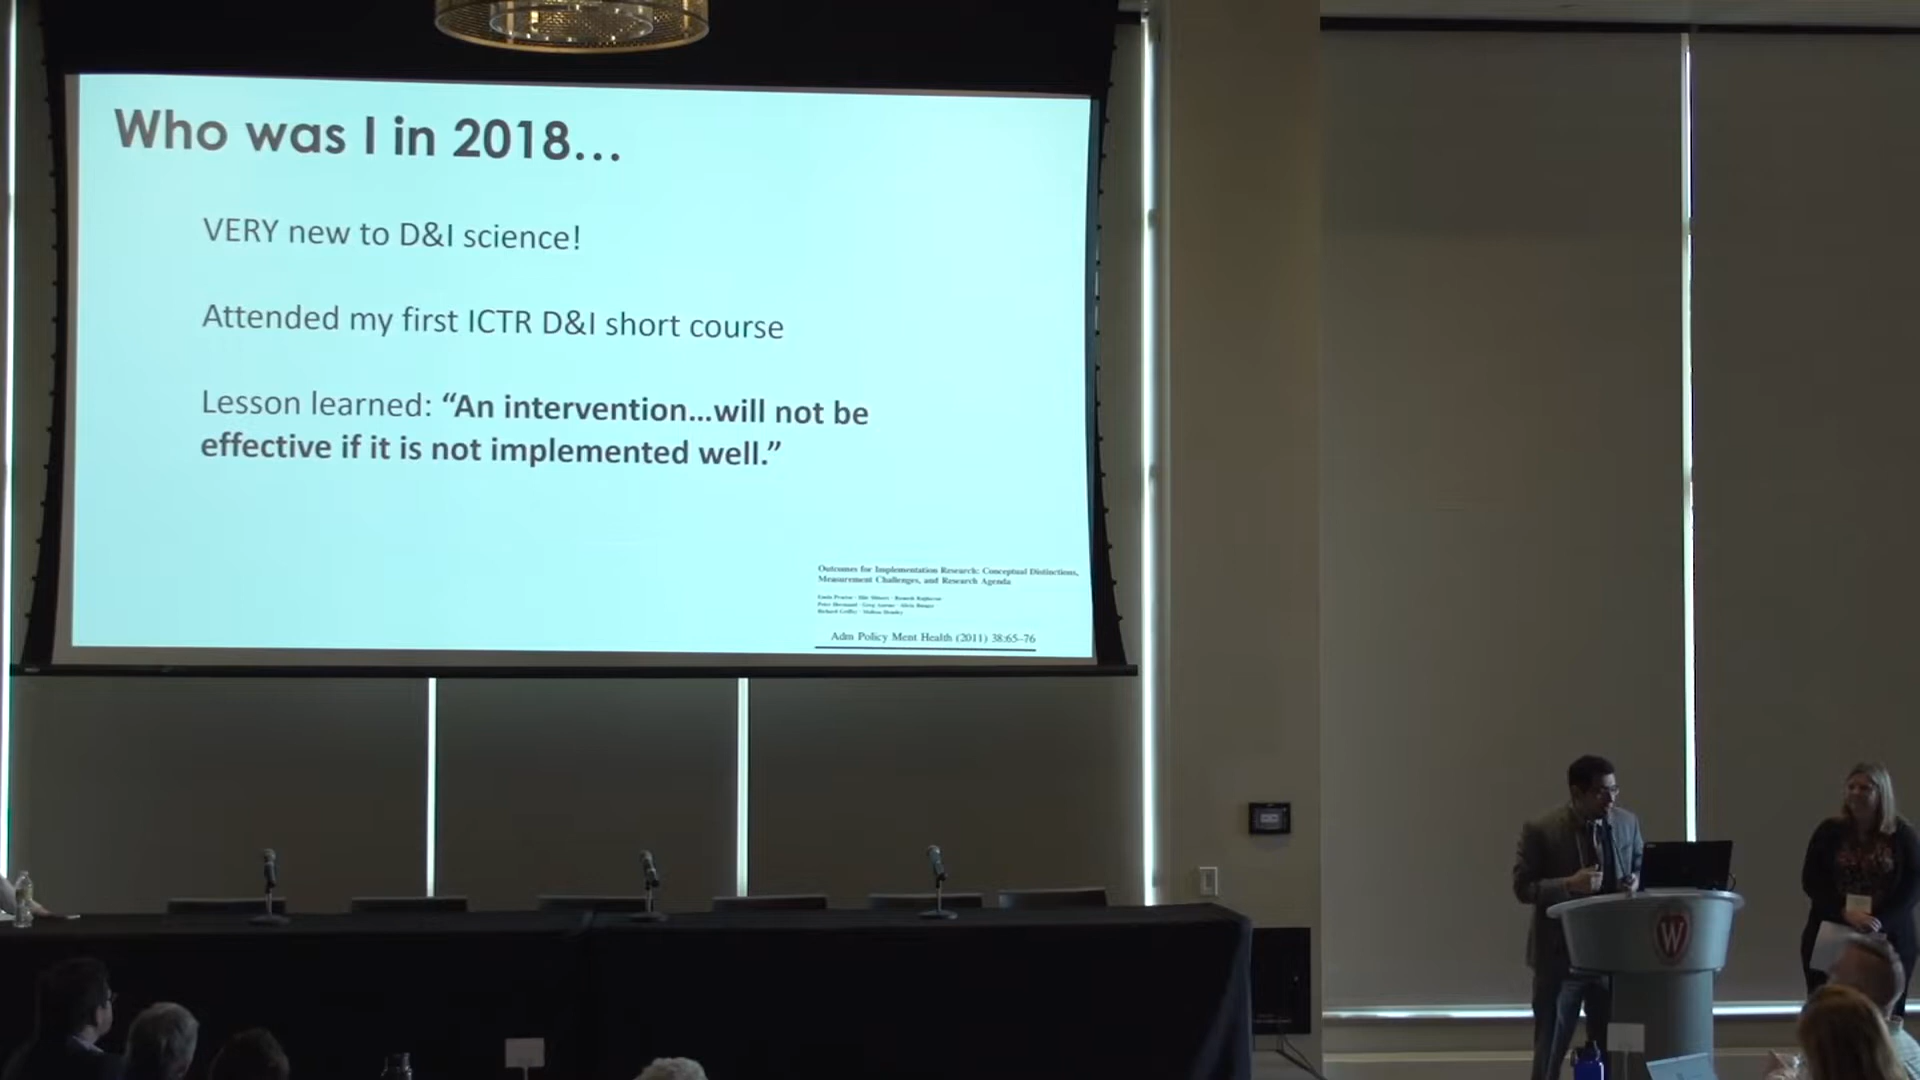 Who was I in 2018...
VERY new to D&I science!
Attended my first ICTR D&I short course
Lesson learned: “An intervention...will not be
effective if it is not implemented well.”
Outcomes for Implementation Research: Conceptual Distinctions,
Measurement Challenges, and Research Agenda
Adm Policy Ment Health (2011) 38:65–76
W